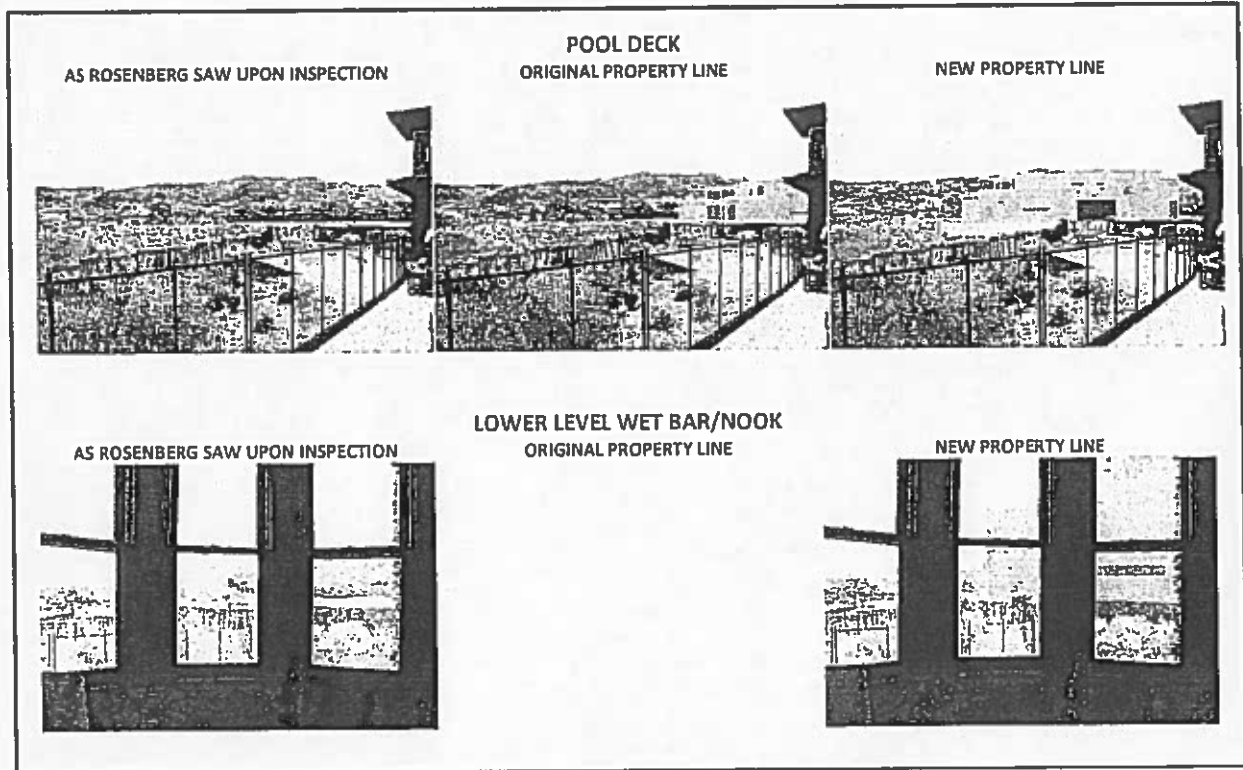 POOL DECK
AS ROSENBERG SAW UPON INSPECTION
ORIGINAL PROPERTY LINE
NEW PROPERTY LINE
LOWER LEVEL WET BAR/NOOK
AS ROSENBERG SAW UPON INSPECTION
ORIGINAL PROPERTY LINE
NEW PROPERTY LINE